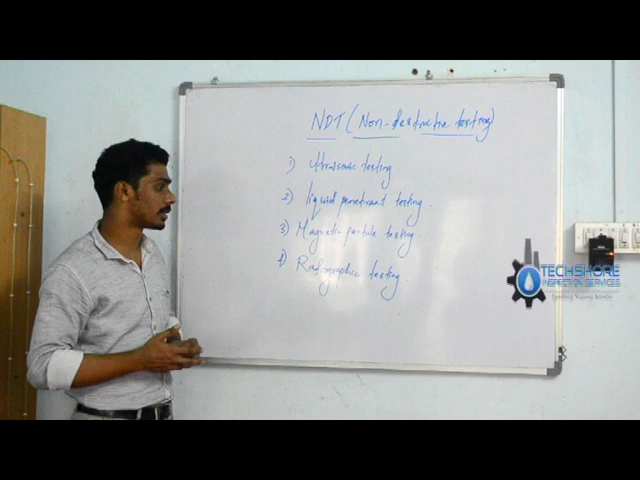 NDT (Non-destructive testing)
1) Ultrasonic testing
2) liquid penetrant testing.
3) Magnetic particle testing.
4) Radiographic testing
TECHSHORE
INSPECTION SERVICES